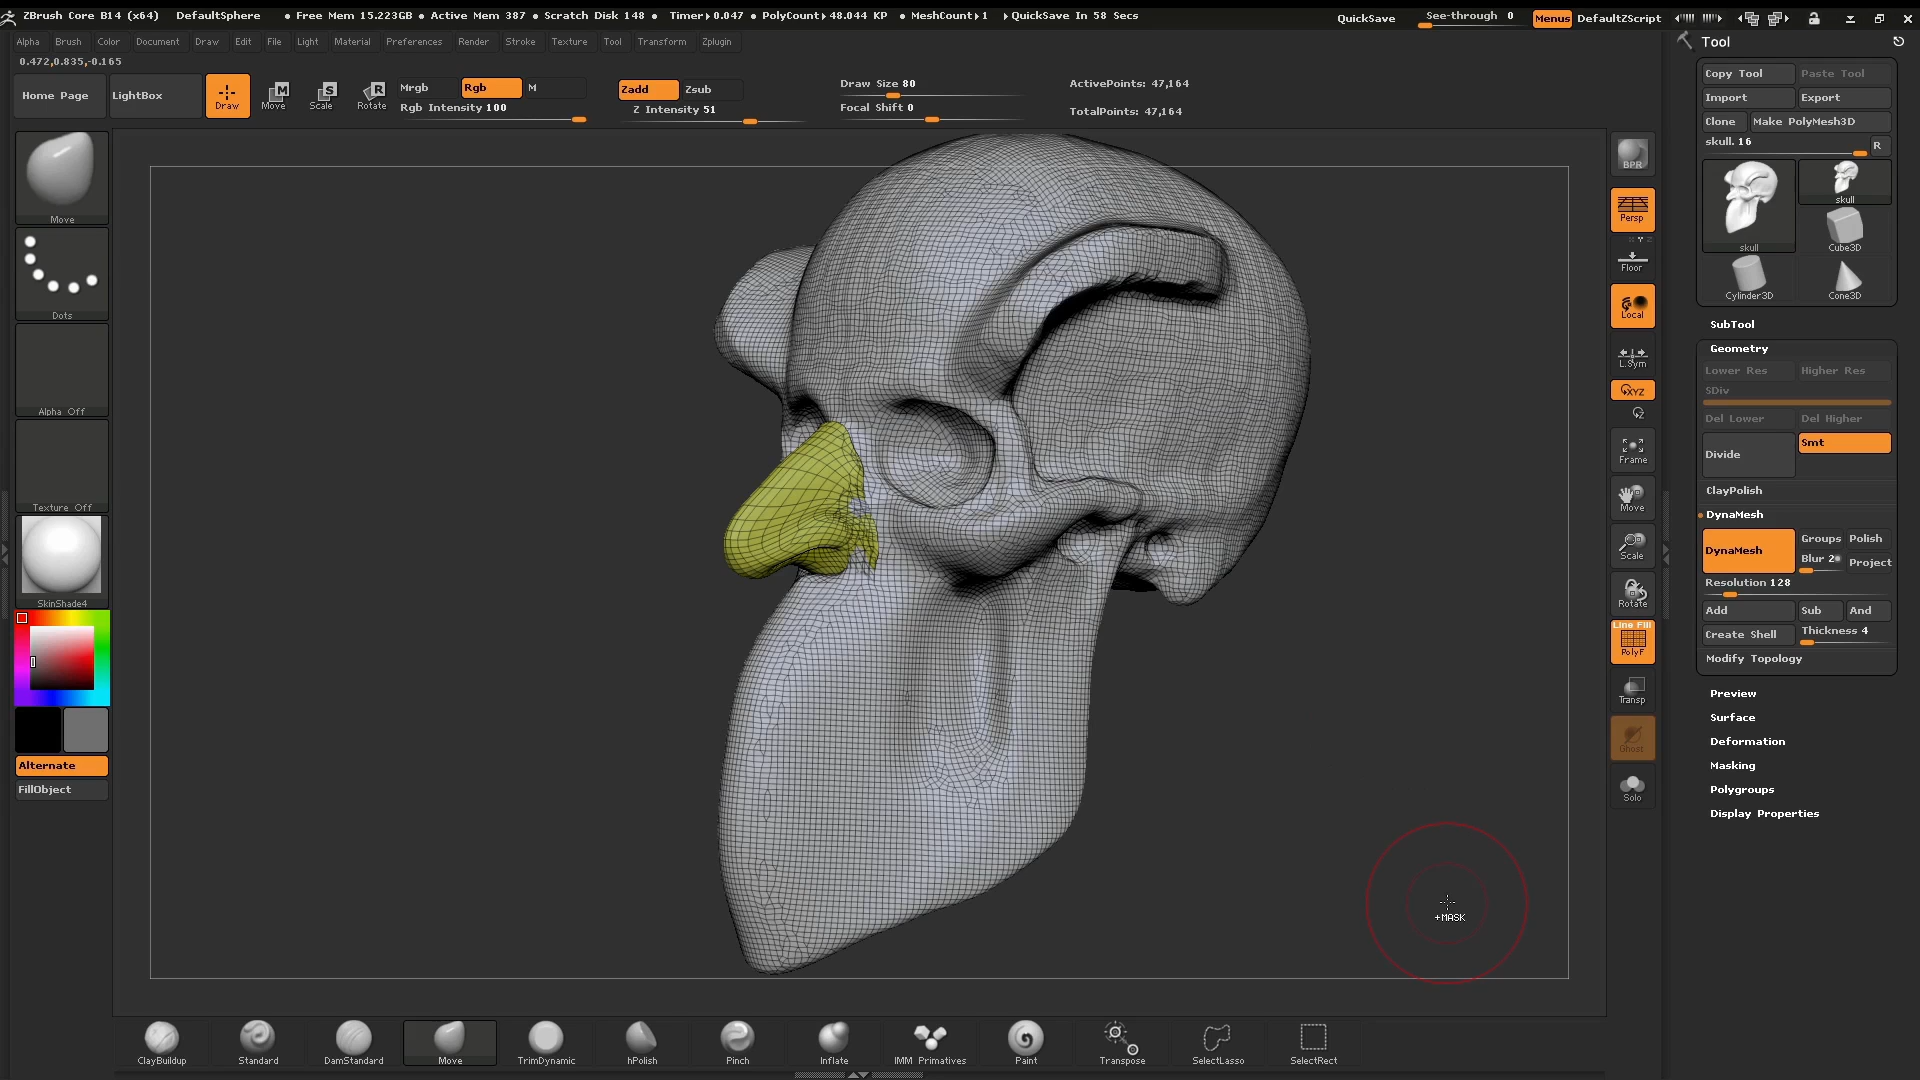 ZBrush Core B14 (x64) DefaultSphere • Free Mem 15.223GB • Active Mem 387 • Scratch Disk 148 • Timer▸0.047 • PolyCount▸48.044 KP • MeshCount▸1 ▸QuickSave In 58 Secs QuickSave See-through 0 Menus DefaultZScript
Alpha Brush Color Document Draw Edit File Light Material Preferences Render Stroke Texture Tool Transform Zplugin
0.472,0.835,-0.165
Home Page LightBox Draw Move Scale Rotate
M S R
Mrgb Rgb M
Rgb Intensity 100
Zadd Zsub
Z Intensity 51
Draw Size 80
Focal Shift 0
ActivePoints: 47,164
TotalPoints: 47,164
Move
Dots
Alpha Off
Texture Off
SkinShade4
Alternate
FillObject
+MASK
BPR
Persp
Floor
Local
L.Sym
XYZ
Z
Frame
Move
Scale
Rotate
Line Fill
PolyF
Transp
Ghost
Solo
Tool
Copy Tool Paste Tool
Import Export
Clone Make PolyMesh3D
skull. 16 R
skull
skull Cube3D
Cylinder3D Cone3D
SubTool
Geometry
Lower Res Higher Res
SDiv
Del Lower Del Higher
Divide Smt
ClayPolish
DynaMesh
DynaMesh Groups Polish
Blur 2 Project
Resolution 128
Add Sub And
Create Shell Thickness 4
Modify Topology
Preview
Surface
Deformation
Masking
Polygroups
Display Properties
ClayBuildup Standard DamStandard Move TrimDynamic hPolish Pinch Inflate IMM Primatives Paint Transpose SelectLasso SelectRect